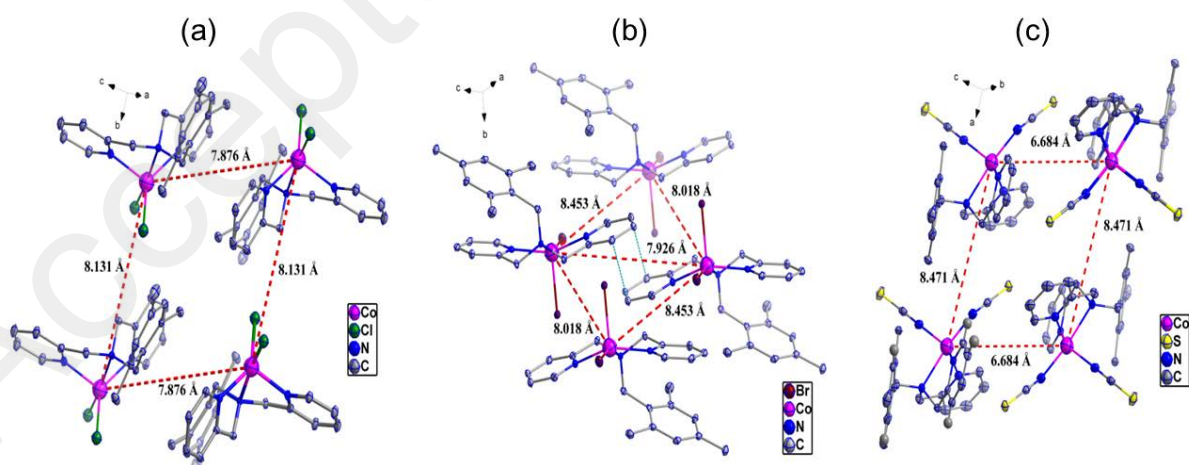 (a)
(b)
(c)
c
a
b
7.876 Å
8.131 Å
8.131 Å
7.876 Å
Co
Cl
N
C
c
a
b
8.453 Å
8.018 Å
7.926 Å
8.018 Å
8.453 Å
Br
Co
N
C
c
b
a
6.684 Å
8.471 Å
8.471 Å
6.684 Å
Co
S
N
C
Accept